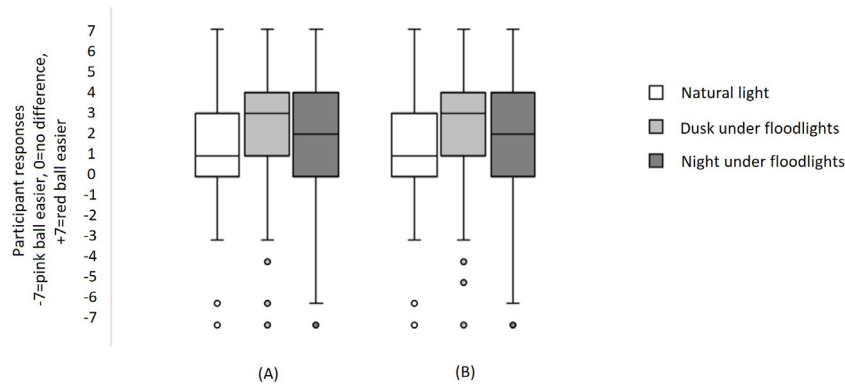 Participant responses
-7=pink ball easier, 0=no difference,
+7=red ball easier
7
6
5
4
3
2
1
0
-1
-2
-3
-4
-5
-6
-7
(A)
(B)
Natural light
Dusk under floodlights
Night under floodlights